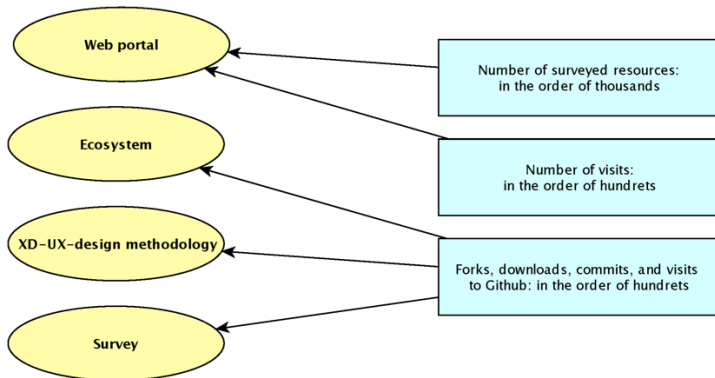 Web portal
Number of surveyed resources:
in the order of thousands
Ecosystem
Number of visits:
in the order of hundrets
XD-UX-design methodology
Forks, downloads, commits, and visits
to Github: in the order of hundrets
Survey